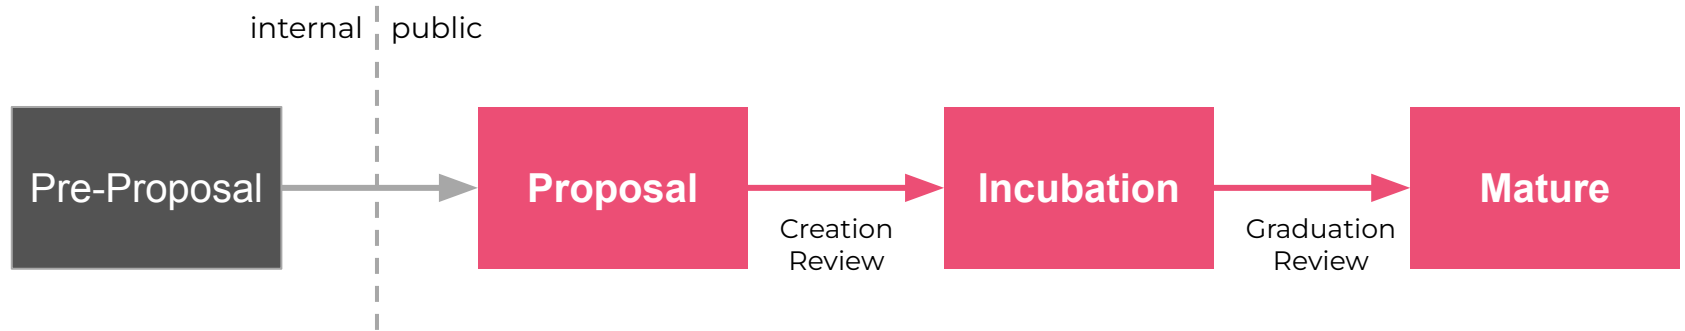 internal public
Pre-Proposal
Proposal
Creation
Review
Incubation
Graduation
Review
Mature